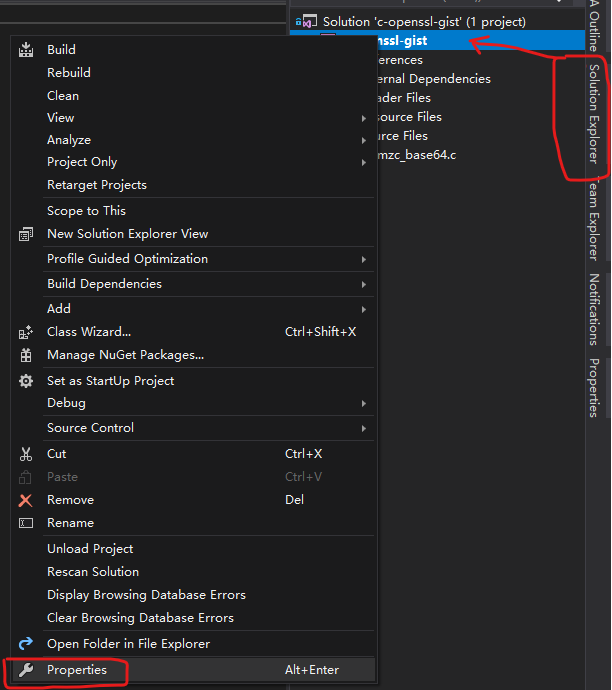 Solution 'c-openssl-gist' (1 project)
ssl-gist
erences
ernal Dependencies
ader Files
source Files
urce Files
mzc_base64.c
Build
Rebuild
Clean
View
Analyze
Project Only
Retarget Projects
Scope to This
New Solution Explorer View
Profile Guided Optimization
Build Dependencies
Add
Class Wizard... Ctrl+Shift+X
Manage NuGet Packages...
Set as StartUp Project
Debug
Source Control
Cut Ctrl+X
Paste Ctrl+V
Remove Del
Rename
Unload Project
Rescan Solution
Display Browsing Database Errors
Clear Browsing Database Errors
Open Folder in File Explorer
Properties Alt+Enter
A Outline
Solution Explorer
Team Explorer
Notifications
Properties